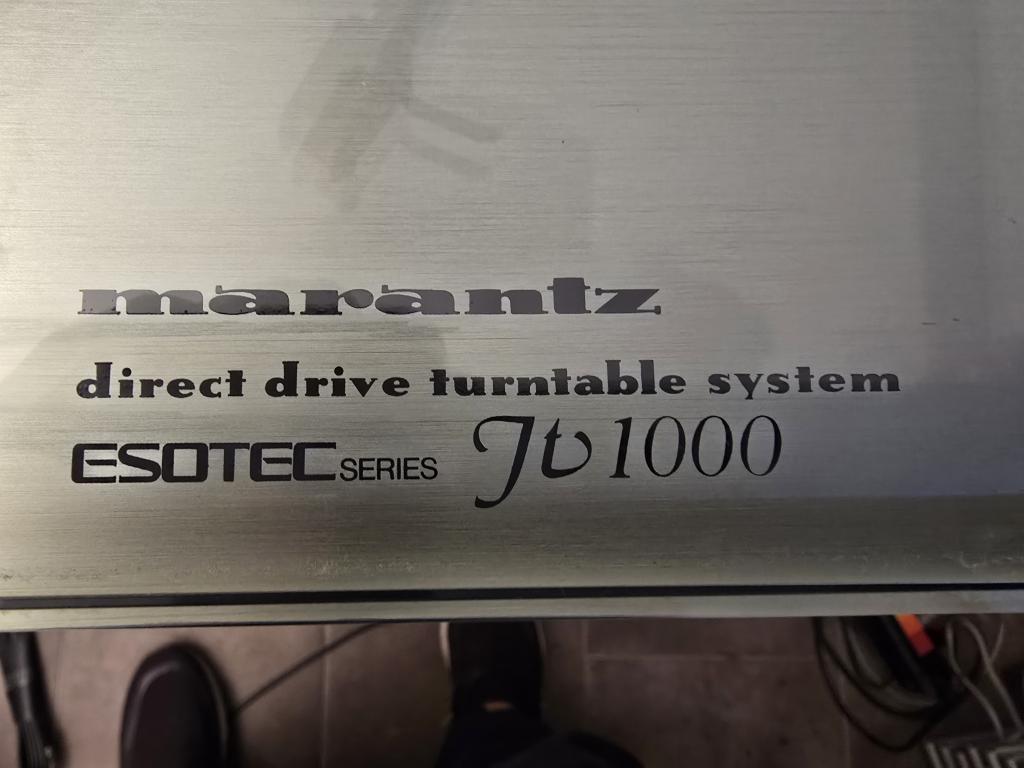 marantz
direct drive turntable system
ESOTEC SERIES Tt1000